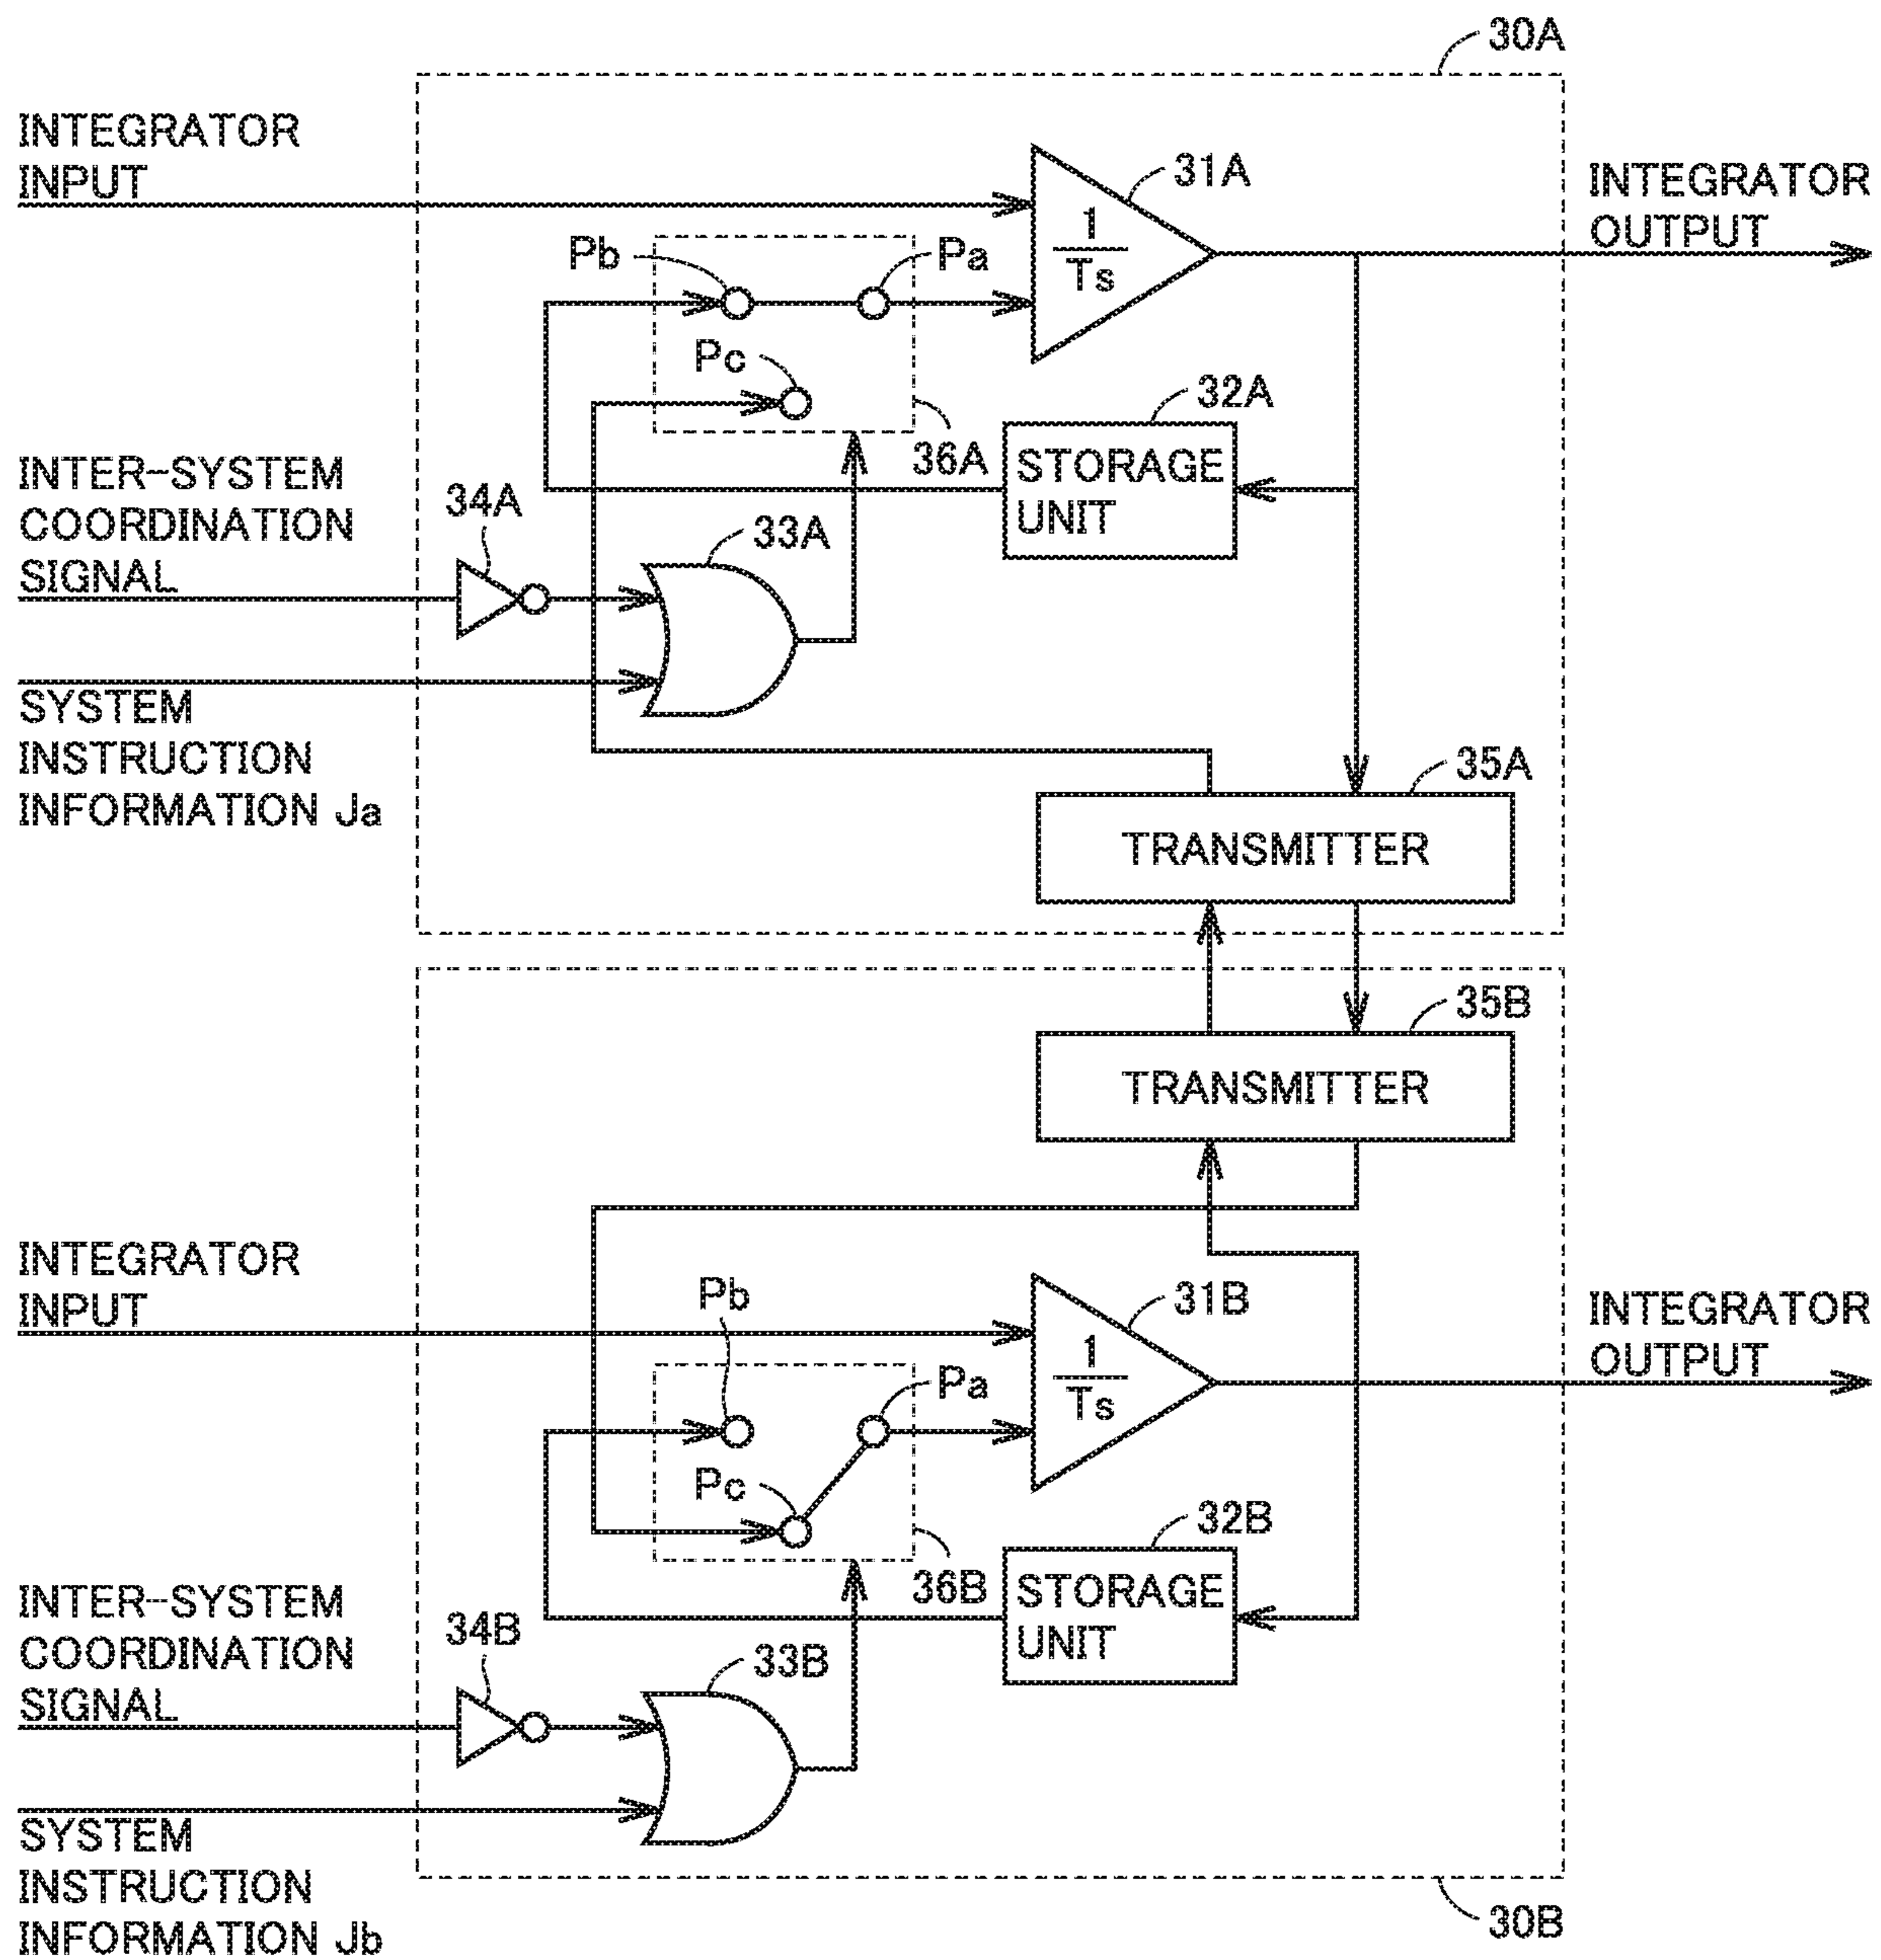 30A
INTEGRATOR
INPUT
31A
INTEGRATOR
OUTPUT
1
Ts
Pb
Pa
Pc
36A
32A
STORAGE
UNIT
INTER-SYSTEM
COORDINATION
SIGNAL
34A
33A
SYSTEM
INSTRUCTION
INFORMATION Ja
35A
TRANSMITTER
35B
TRANSMITTER
INTEGRATOR
INPUT
31B
INTEGRATOR
OUTPUT
1
Ts
Pb
Pa
Pc
36B
32B
STORAGE
UNIT
INTER-SYSTEM
COORDINATION
SIGNAL
34B
33B
SYSTEM
INSTRUCTION
INFORMATION Jb
30B